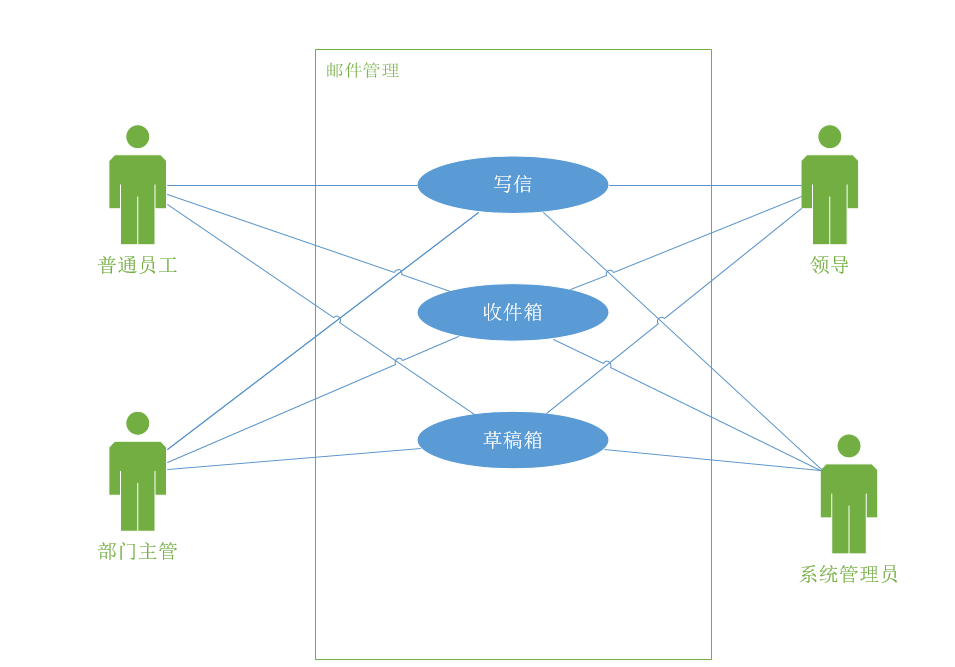 邮件管理
写信
普通员工
领导
收件箱
草稿箱
部门主管
系统管理员